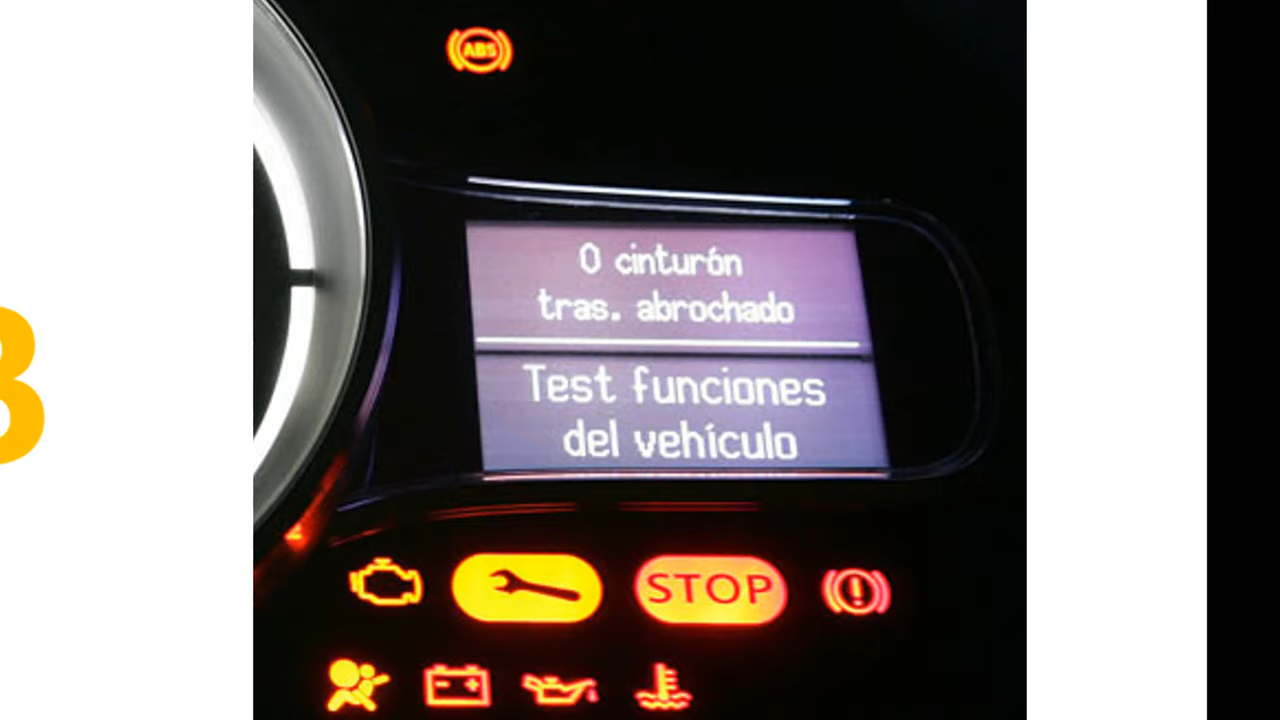 ABS
0 cinturón
tras. abrochado
Test funciones
del vehículo
STOP